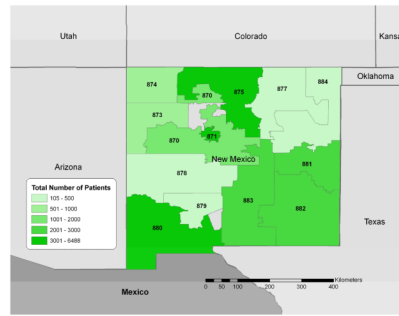 Utah
Colorado
Kansa
874
870
875
877
884
Oklahoma
873
870
871
New Mexico
881
Arizona
878
883
882
Texas
879
880
Total Number of Patients
105 - 500
501 - 1000
1001 - 2000
2001 - 3000
3001 - 6488
Kilometers
0 50 100 200 300 400
Mexico